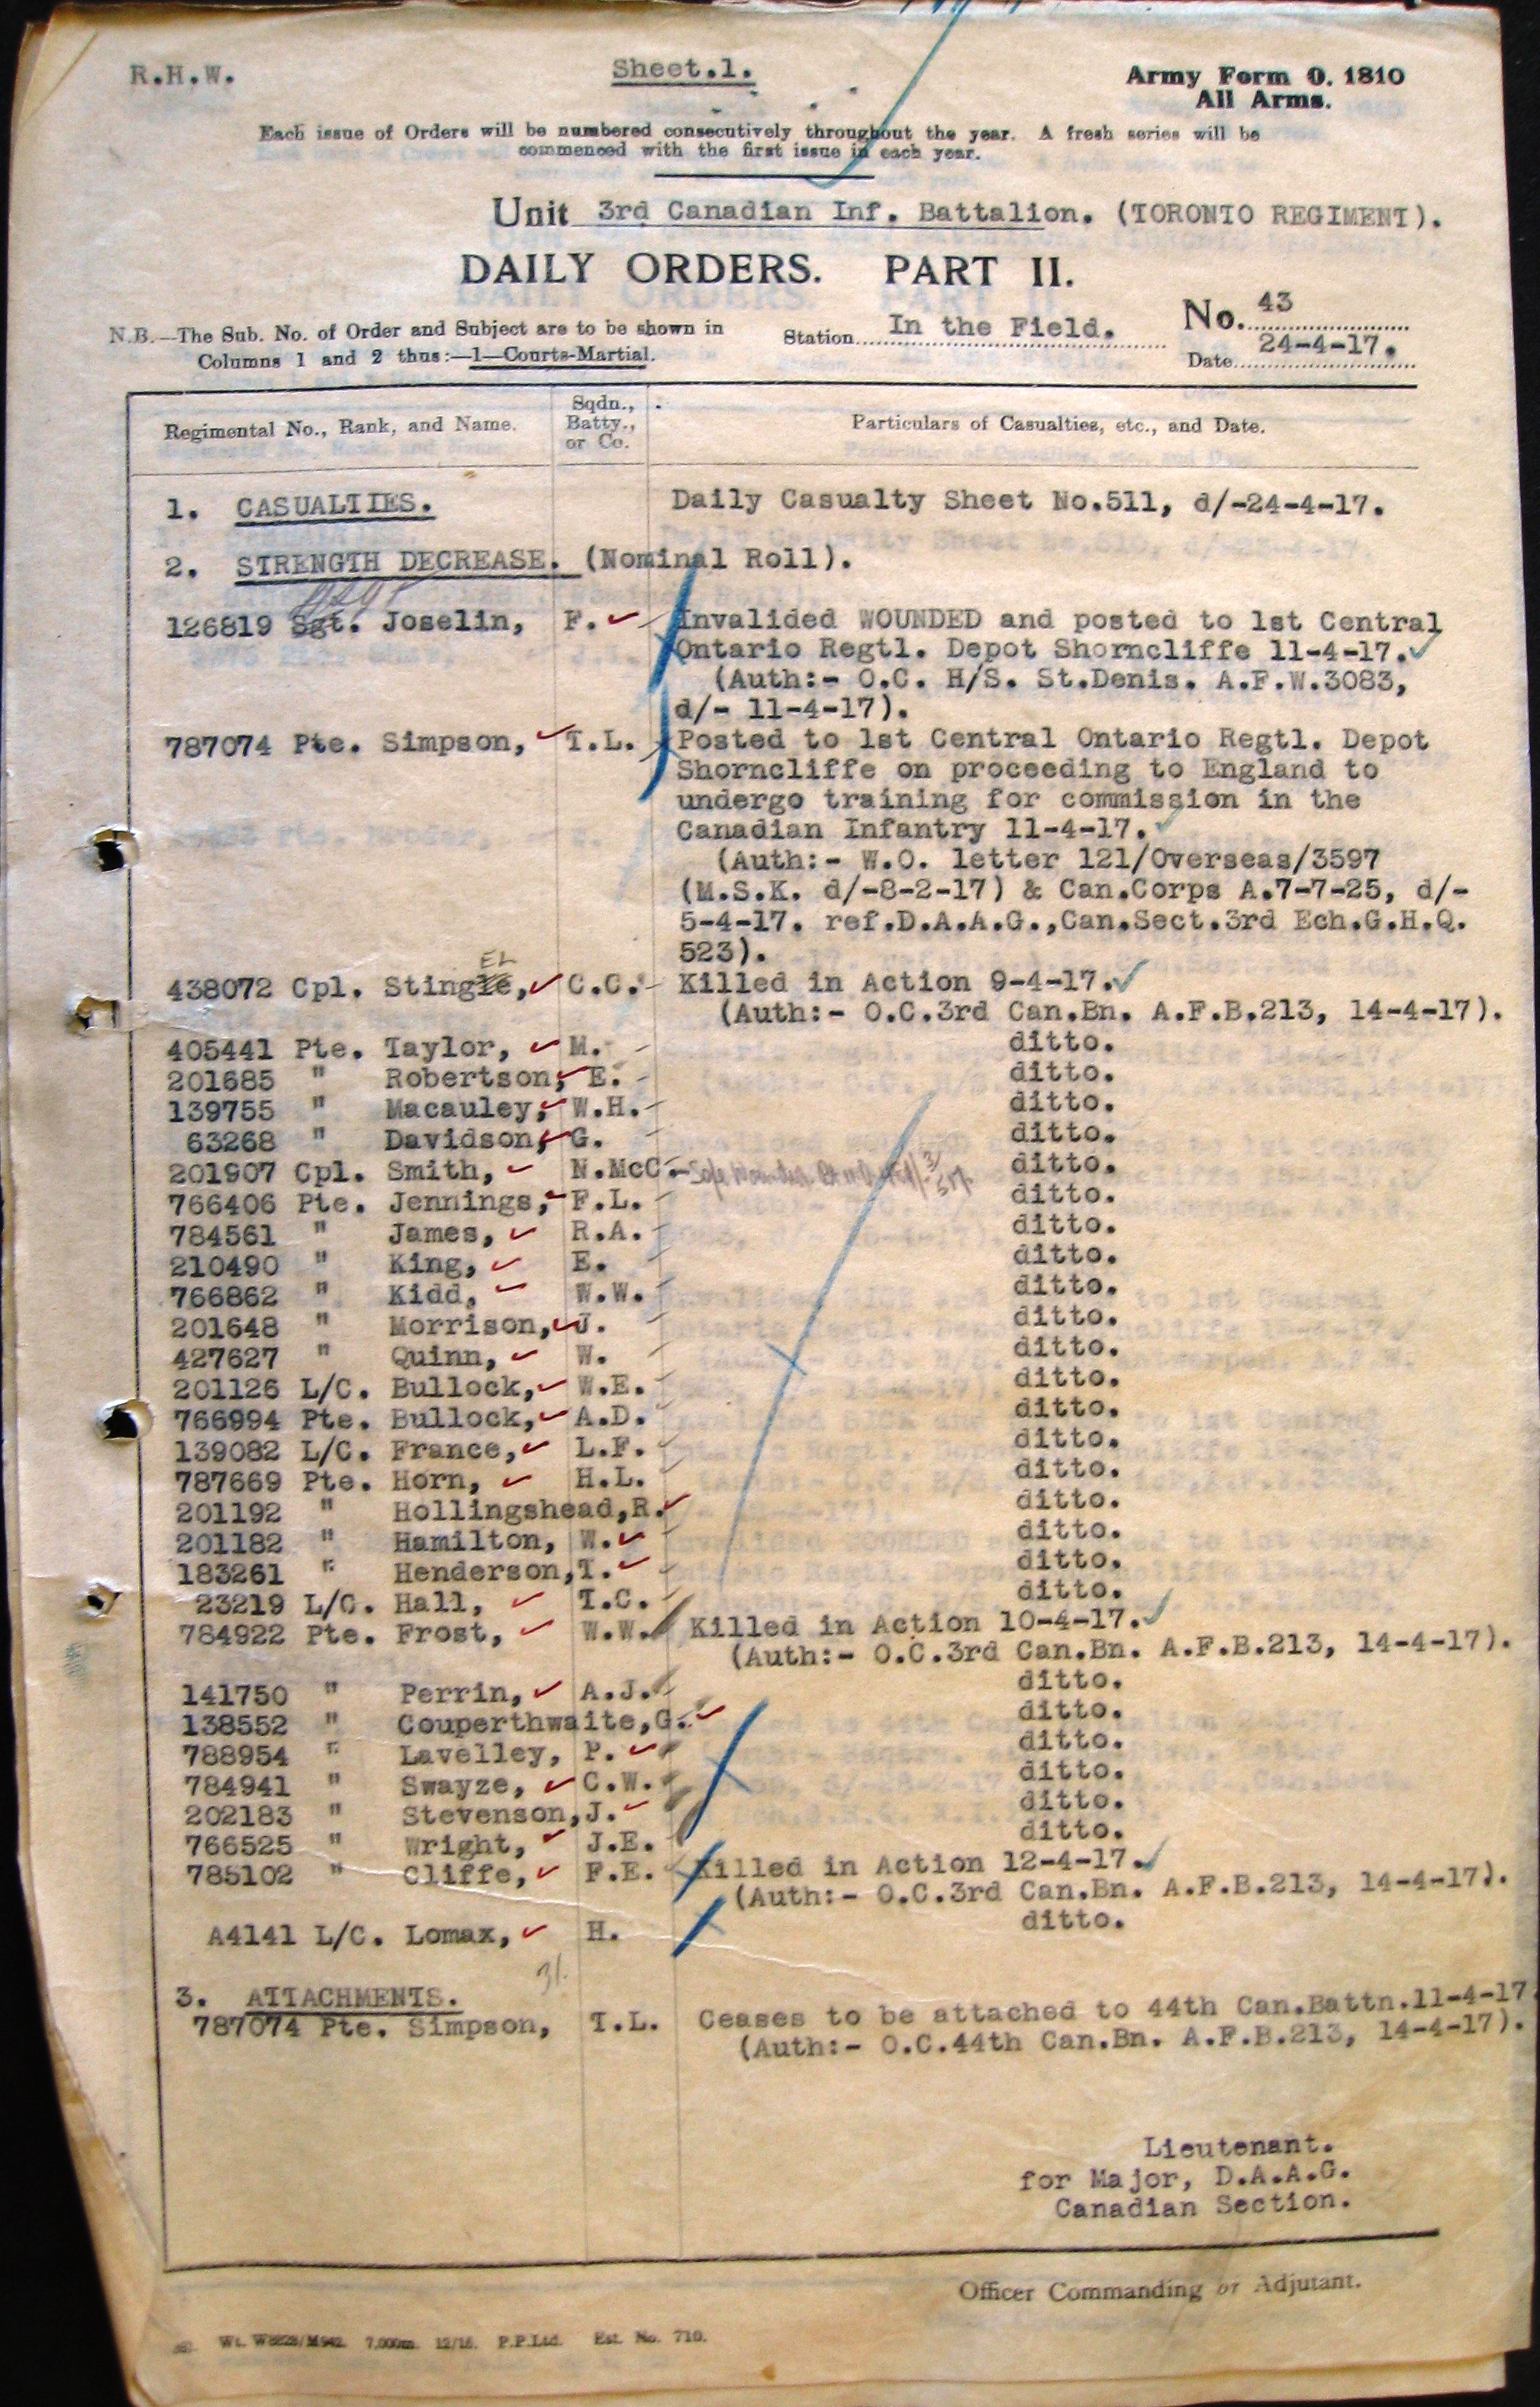 R.H.W.
Sheet.1.
Army Form O. 1810
All Arms.
Each issue of Orders will be numbered consecutively throughout the year. A fresh series will be
commenced with the first issue in each year.
Unit 3rd Canadian Inf. Battalion. (TORONTO REGIMENT).
DAILY ORDERS. PART II.
N.B.—The Sub. No. of Order and Subject are to be shown in
Columns 1 and 2 thus:—1—Courts-Martial.
Station In the Field.
No. 43
Date 24-4-17.
Regimental No., Rank, and Name.
Sqdn.,
Batty.,
or Co.
Particulars of Casualties, etc., and Date.
1. CASUALTIES. Daily Casualty Sheet No.511, d/-24-4-17.
2. STRENGTH DECREASE. (Nominal Roll).
126819 Sgt. Joselin, F. Invalided WOUNDED and posted to 1st Central
Ontario Regtl. Depot Shorncliffe 11-4-17.
(Auth:- O.C. H/S. St.Denis. A.F.W.3083,
d/- 11-4-17).
787074 Pte. Simpson, T.L. Posted to 1st Central Ontario Regtl. Depot
Shorncliffe on proceeding to England to
undergo training for commission in the
Canadian Infantry 11-4-17.
(Auth:- W.O. letter 121/Overseas/3597
(M.S.K. d/-8-2-17) & Can.Corps A.7-7-25, d/-
5-4-17. ref.D.A.A.G.,Can.Sect.3rd Ech.G.H.Q.
523).
EL
438072 Cpl. Stingle, C.C. Killed in Action 9-4-17.
(Auth:- O.C.3rd Can.Bn. A.F.B.213, 14-4-17).
405441 Pte. Taylor, M. ditto.
201685 " Robertson, E. ditto.
139755 " Macauley, W.H. ditto.
63268 " Davidson, G. ditto.
201907 Cpl. Smith, N.McC. ditto.
766406 Pte. Jennings, F.L. ditto.
784561 " James, R.A. ditto.
210490 " King, E. ditto.
766862 " Kidd, W.W. ditto.
201648 " Morrison, J. ditto.
427627 " Quinn, W. ditto.
201126 L/C. Bullock, W.E. ditto.
766994 Pte. Bullock, A.D. ditto.
139082 L/C. France, L.F. ditto.
787669 Pte. Horn, H.L. ditto.
201192 " Hollingshead,R. ditto.
201182 " Hamilton, W. ditto.
183261 " Henderson,T. ditto.
23219 L/C. Hall, T.C. ditto.
784922 Pte. Frost, W.W. Killed in Action 10-4-17.
(Auth:- O.C.3rd Can.Bn. A.F.B.213, 14-4-17).
141750 " Perrin, A.J. ditto.
138552 " Couperthwaite,G. ditto.
788954 " Lavelley, P. ditto.
784941 " Swayze, C.W. ditto.
202183 " Stevenson,J. ditto.
766525 " Wright, J.E. ditto.
785102 " Cliffe, F.E. Killed in Action 12-4-17.
(Auth:- O.C.3rd Can.Bn. A.F.B.213, 14-4-17).
A4141 L/C. Lomax, H. ditto.
31.
3. ATTACHMENTS.
787074 Pte. Simpson, T.L. Ceases to be attached to 44th Can.Battn.11-4-17.
(Auth:- O.C.44th Can.Bn. A.F.B.213, 14-4-17).
Lieutenant.
for Major, D.A.A.G.
Canadian Section.
Officer Commanding or Adjutant.
7,000m. 12/16. P.P.Ltd. Est. No. 710.